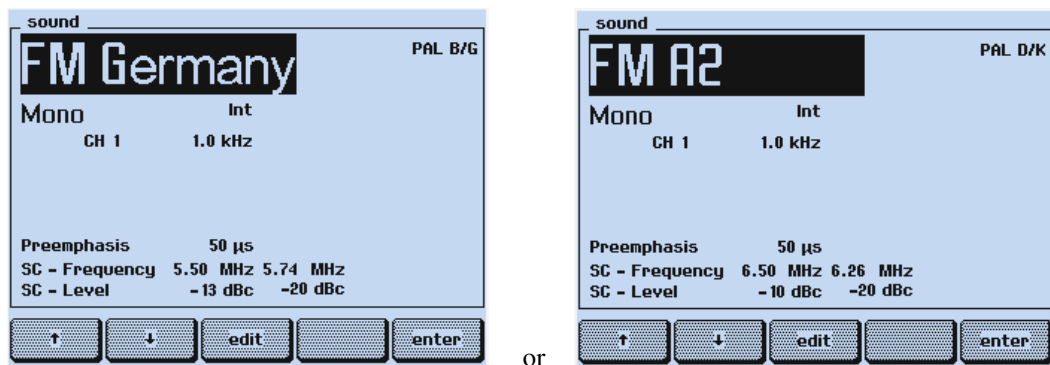 sound
FM Germany PAL B/G
Mono Int
CH 1 1.0 kHz
Preemphasis 50 µs
SC - Frequency 5.50 MHz 5.74 MHz
SC - Level -13 dBc -20 dBc
↑ ↓ edit enter
or
sound
FM A2 PAL D/K
Mono Int
CH 1 1.0 kHz
Preemphasis 50 µs
SC - Frequency 6.50 MHz 6.26 MHz
SC - Level -10 dBc -20 dBc
↑ ↓ edit enter